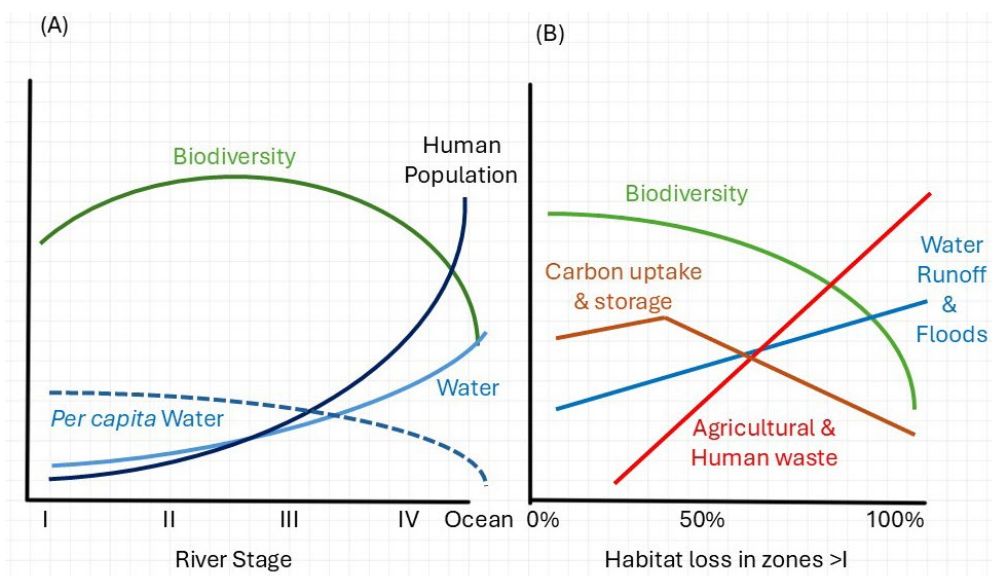 (A)
Biodiversity
Human
Population
Per capita Water
Water
I
II
III
IV
Ocean
River Stage
(B)
Biodiversity
Carbon uptake
& storage
Water
Runoff
&
Floods
Agricultural &
Human waste
0%
50%
100%
Habitat loss in zones >I